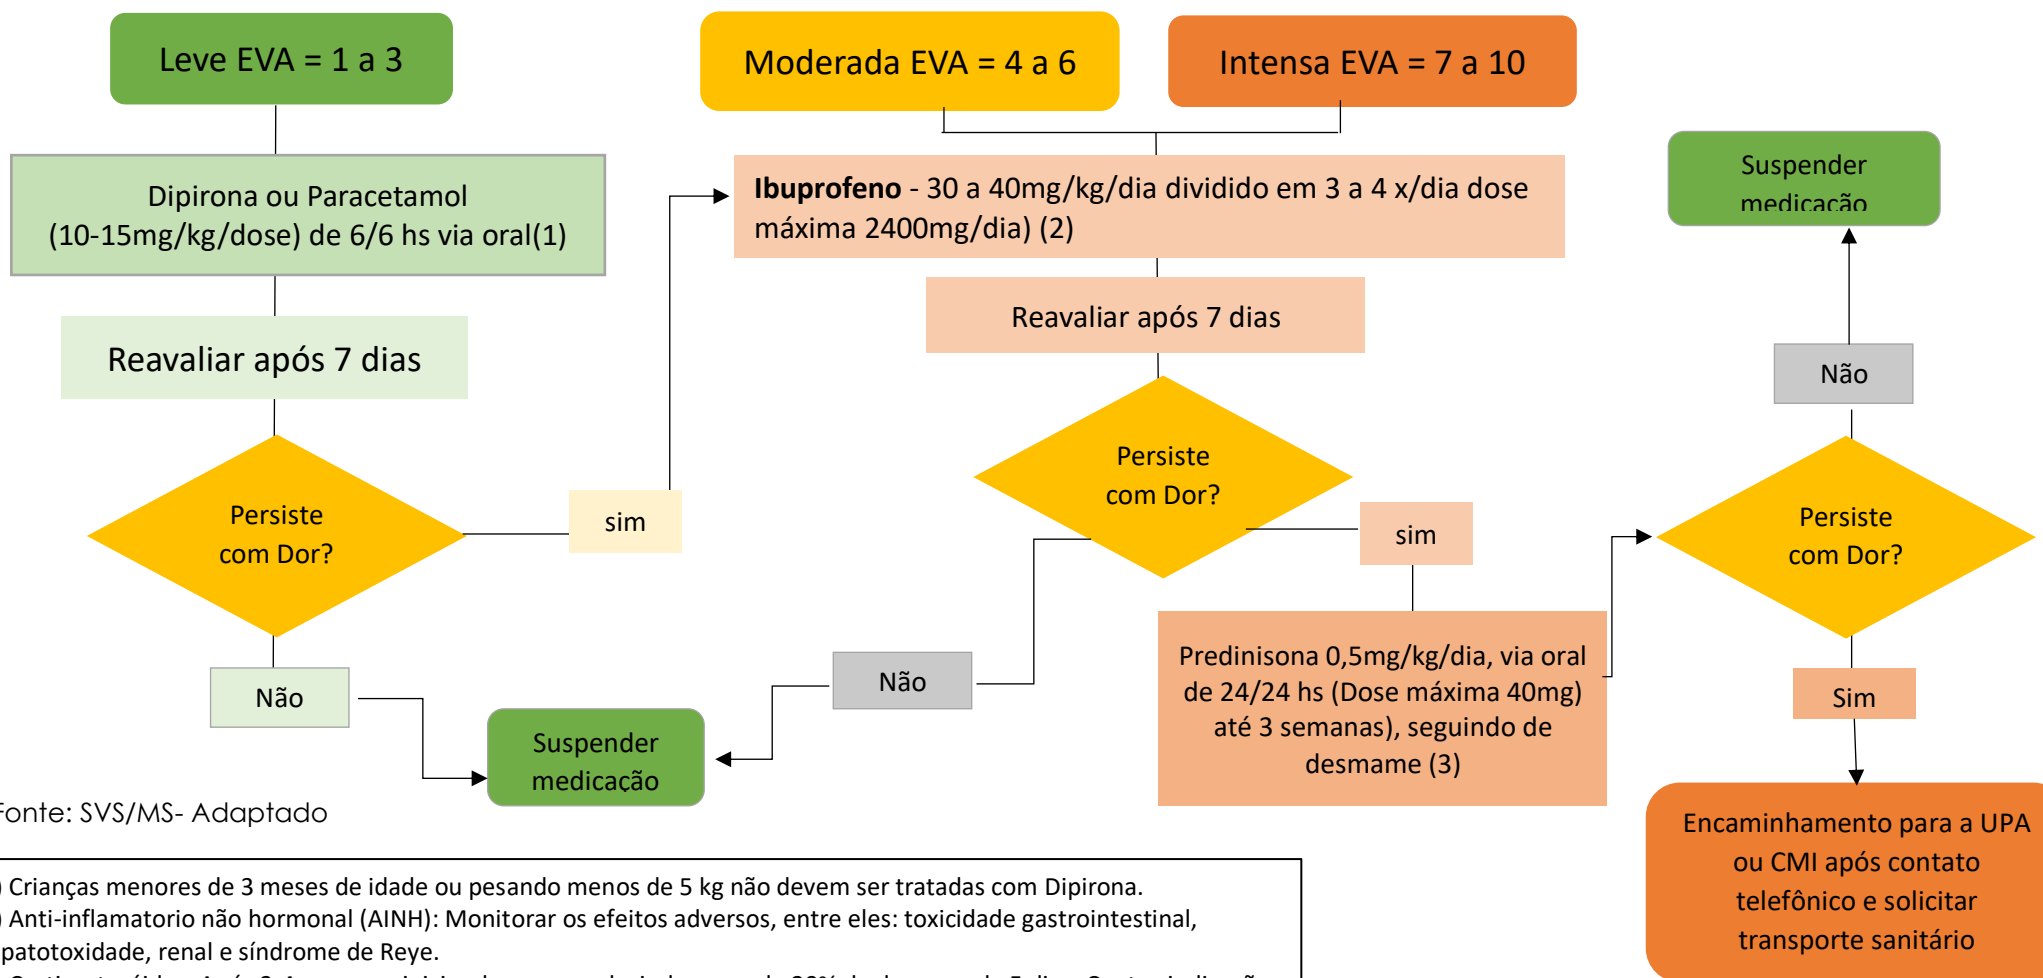 Leve EVA = 1 a 3
Moderada EVA = 4 a 6
Intensa EVA = 7 a 10
Dipirona ou Paracetamol
(10-15mg/kg/dose) de 6/6 hs via oral(1)
Ibuprofeno - 30 a 40mg/kg/dia dividido em 3 a 4 x/dia dose
máxima 2400mg/dia) (2)
Suspender
medicação
Reavaliar após 7 dias
Reavaliar após 7 dias
Não
Persiste
com Dor?
sim
Persiste
com Dor?
sim
Persiste
com Dor?
Não
Não
Predinisona 0,5mg/kg/dia, via oral
de 24/24 hs (Dose máxima 40mg)
até 3 semanas), seguindo de
desmame (3)
Sim
Suspender
medicação
Fonte: SVS/MS- Adaptado
Encaminhamento para a UPA
ou CMI após contato
telefônico e solicitar
transporte sanitário
) Crianças menores de 3 meses de idade ou pesando menos de 5 kg não devem ser tratadas com Dipirona.
) Anti-inflamatorio não hormonal (AINH): Monitorar os efeitos adversos, entre eles: toxicidade gastrointestinal,
patotoxidade, renal e síndrome de Reye.